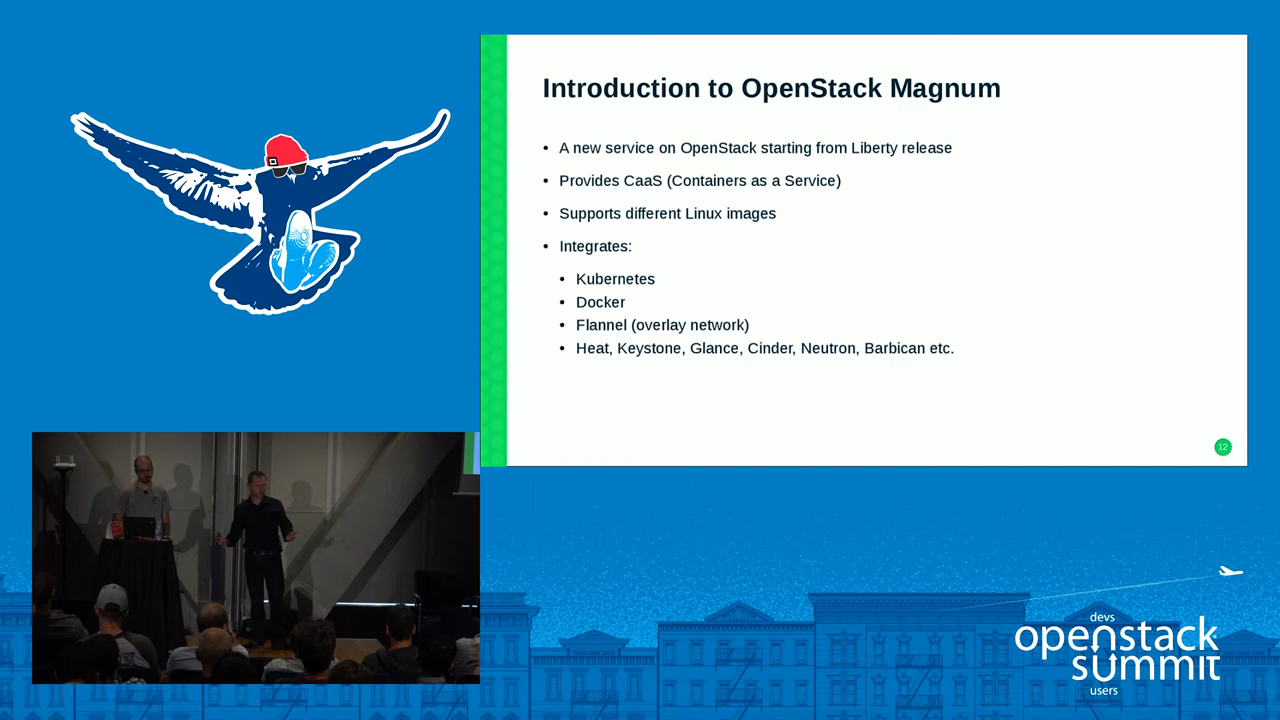 Introduction to OpenStack Magnum
• A new service on OpenStack starting from Liberty release
• Provides CaaS (Containers as a Service)
• Supports different Linux images
• Integrates:
• Kubernetes
• Docker
• Flannel (overlay network)
• Heat, Keystone, Glance, Cinder, Neutron, Barbican etc.
12
devs
openstack
summit
users